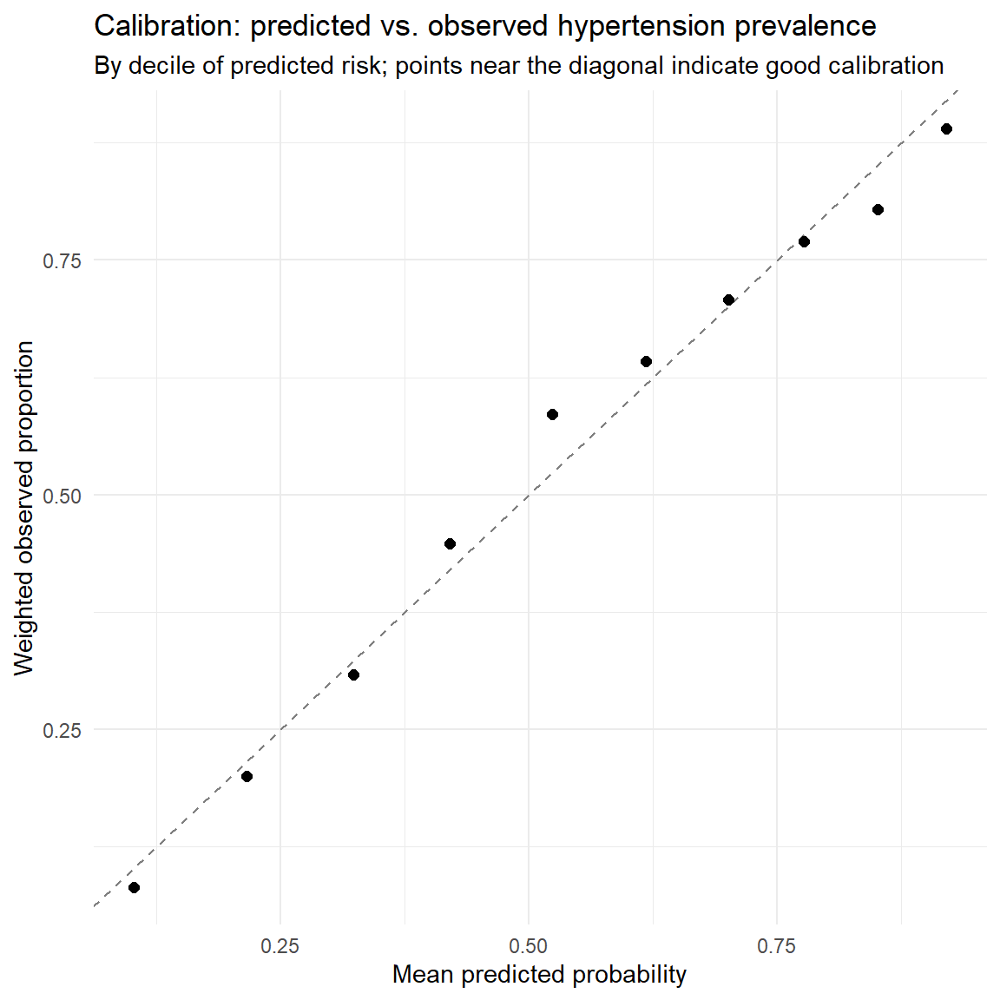 Calibration: predicted vs. observed hypertension prevalence
By decile of predicted risk; points near the diagonal indicate good calibration
Weighted observed proportion
0.75
0.50
0.25
0.25
0.50
0.75
Mean predicted probability